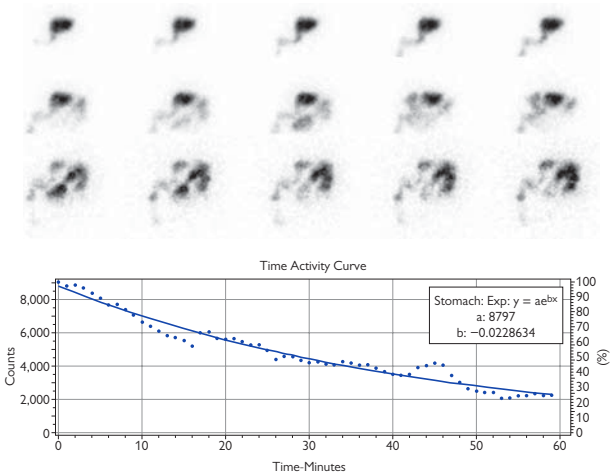 Time Activity Curve
Stomach: Exp: y = ae^bx
a: 8797
b: −0.0228634
8,000
6,000
4,000
2,000
0
Counts
100
90
80
70
60
50
40
30
20
10
0
(%)
0 10 20 30 40 50 60
Time-Minutes